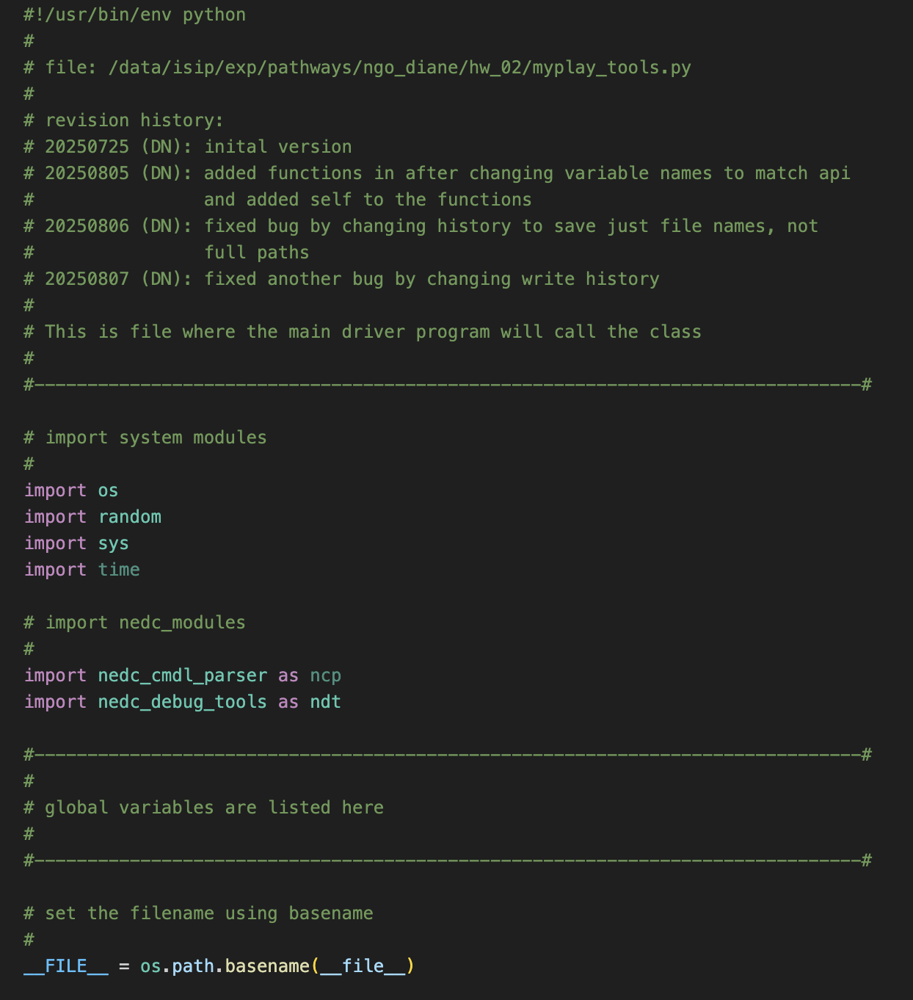 #!/usr/bin/env python
#
# file: /data/isip/exp/pathways/ngo_diane/hw_02/myplay_tools.py
#
# revision history:
# 20250725 (DN): inital version
# 20250805 (DN): added functions in after changing variable names to match api
#                and added self to the functions
# 20250806 (DN): fixed bug by changing history to save just file names, not
#                full paths
# 20250807 (DN): fixed another bug by changing write history
#
# This is file where the main driver program will call the class
#
#------------------------------------------------------------------------------#

# import system modules
#
import os
import random
import sys
import time

# import nedc_modules
#
import nedc_cmdl_parser as ncp
import nedc_debug_tools as ndt

#------------------------------------------------------------------------------#
#
# global variables are listed here
#
#------------------------------------------------------------------------------#

# set the filename using basename
#
__FILE__ = os.path.basename(__file__)